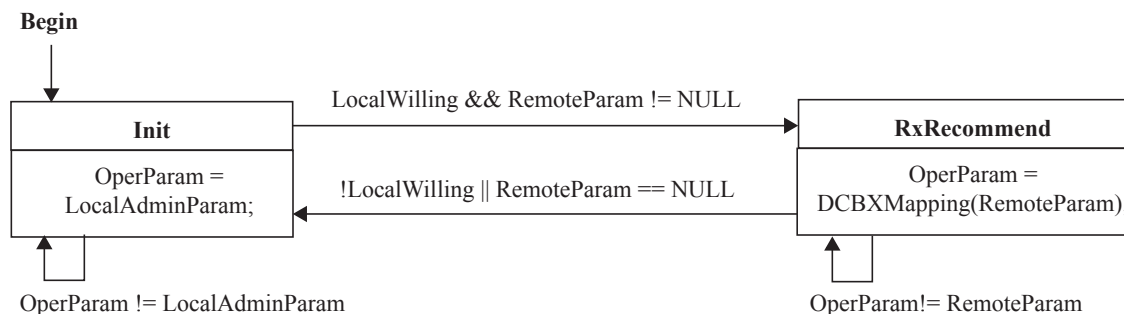 Begin
LocalWilling && RemoteParam != NULL
Init
RxRecommend
OperParam =
LocalAdminParam;
OperParam =
DCBXMapping(RemoteParam)
!LocalWilling || RemoteParam == NULL
OperParam != LocalAdminParam
OperParam!= RemoteParam